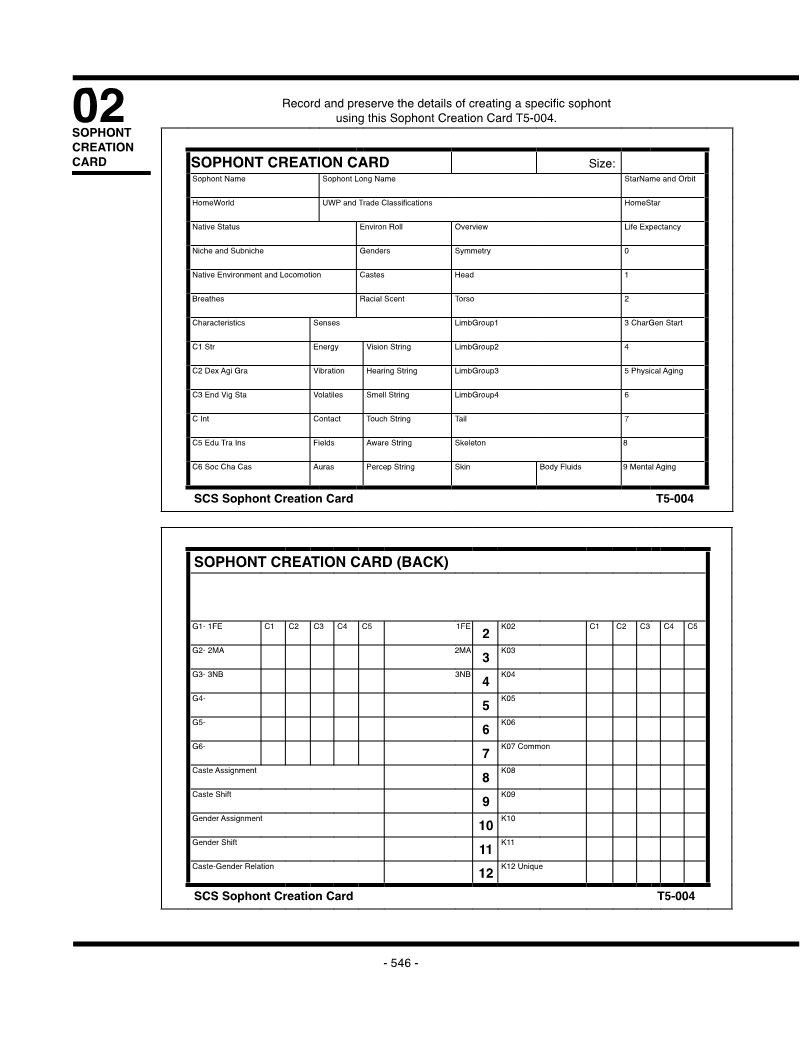 02
SOPHONT
CREATION
CARD
Record and preserve the details of creating a specific sophont
using this Sophont Creation Card T5-004.
SOPHONT CREATION CARD Size:
Sophont Name Sophont Long Name StarName and Orbit
HomeWorld UWP and Trade Classifications HomeStar
Native Status Environ Roll Overview Life Expectancy
Niche and Subniche Genders Symmetry 0
Native Environment and Locomotion Castes Head 1
Breathes Racial Scent Torso 2
Characteristics Senses LimbGroup1 3 CharGen Start
C1 Str Energy Vision String LimbGroup2 4
C2 Dex Agi Gra Vibration Hearing String LimbGroup3 5 Physical Aging
C3 End Vig Sta Volatiles Smell String LimbGroup4 6
C Int Contact Touch String Tail 7
C5 Edu Tra Ins Fields Aware String Skeleton 8
C6 Soc Cha Cas Auras Percep String Skin Body Fluids 9 Mental Aging
SCS Sophont Creation Card T5-004
SOPHONT CREATION CARD (BACK)
G1- 1FE C1 C2 C3 C4 C5 1FE 2 K02 C1 C2 C3 C4 C5
G2- 2MA 2MA 3 K03
G3- 3NB 3NB 4 K04
G4- 5 K05
G5- 6 K06
G6- 7 K07 Common
Caste Assignment 8 K08
Caste Shift 9 K09
Gender Assignment 10 K10
Gender Shift 11 K11
Caste-Gender Relation 12 K12 Unique
SCS Sophont Creation Card T5-004
- 546 -